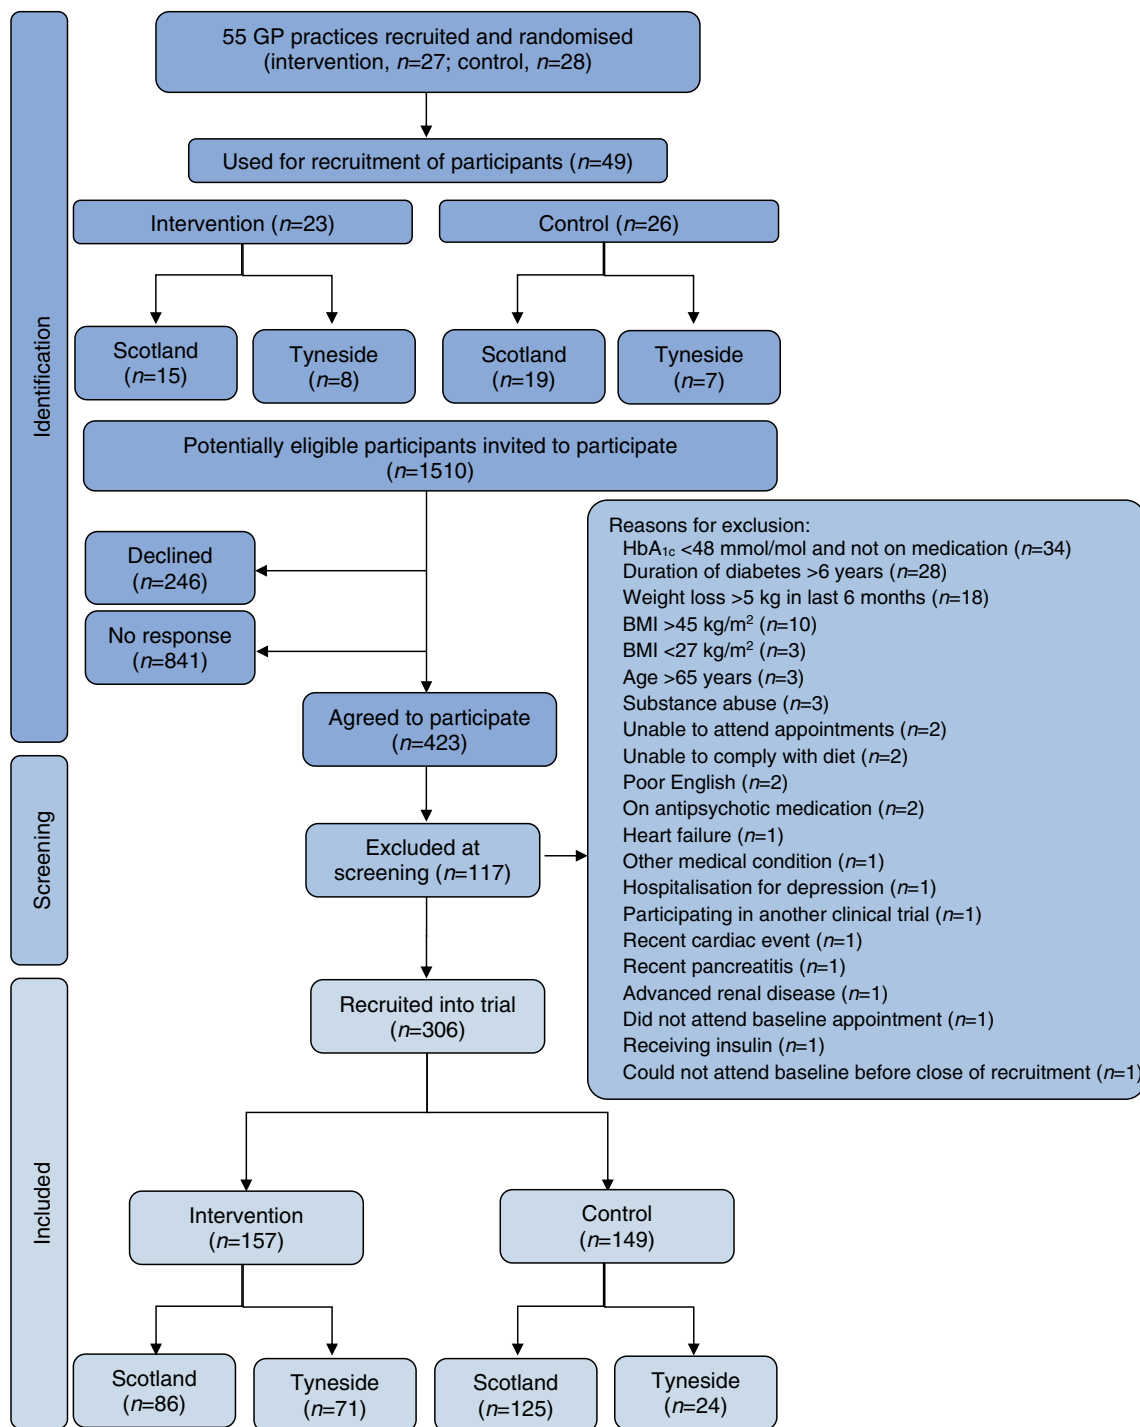 55 GP practices recruited and randomised
(intervention, n=27; control, n=28)
Used for recruitment of participants (n=49)
Intervention (n=23)
Control (n=26)
Scotland
(n=15)
Tyneside
(n=8)
Scotland
(n=19)
Tyneside
(n=7)
Identification
Potentially eligible participants invited to participate
(n=1510)
Declined
(n=246)
No response
(n=841)
Agreed to participate
(n=423)
Screening
Excluded at
screening (n=117)
Reasons for exclusion:
HbA1c <48 mmol/mol and not on medication (n=34)
Duration of diabetes >6 years (n=28)
Weight loss >5 kg in last 6 months (n=18)
BMI >45 kg/m² (n=10)
BMI <27 kg/m² (n=3)
Age >65 years (n=3)
Substance abuse (n=3)
Unable to attend appointments (n=2)
Unable to comply with diet (n=2)
Poor English (n=2)
On antipsychotic medication (n=2)
Heart failure (n=1)
Other medical condition (n=1)
Hospitalisation for depression (n=1)
Participating in another clinical trial (n=1)
Recent cardiac event (n=1)
Recent pancreatitis (n=1)
Advanced renal disease (n=1)
Did not attend baseline appointment (n=1)
Receiving insulin (n=1)
Could not attend baseline before close of recruitment (n=1)
Included
Recruited into trial
(n=306)
Intervention
(n=157)
Control
(n=149)
Scotland
(n=86)
Tyneside
(n=71)
Scotland
(n=125)
Tyneside
(n=24)